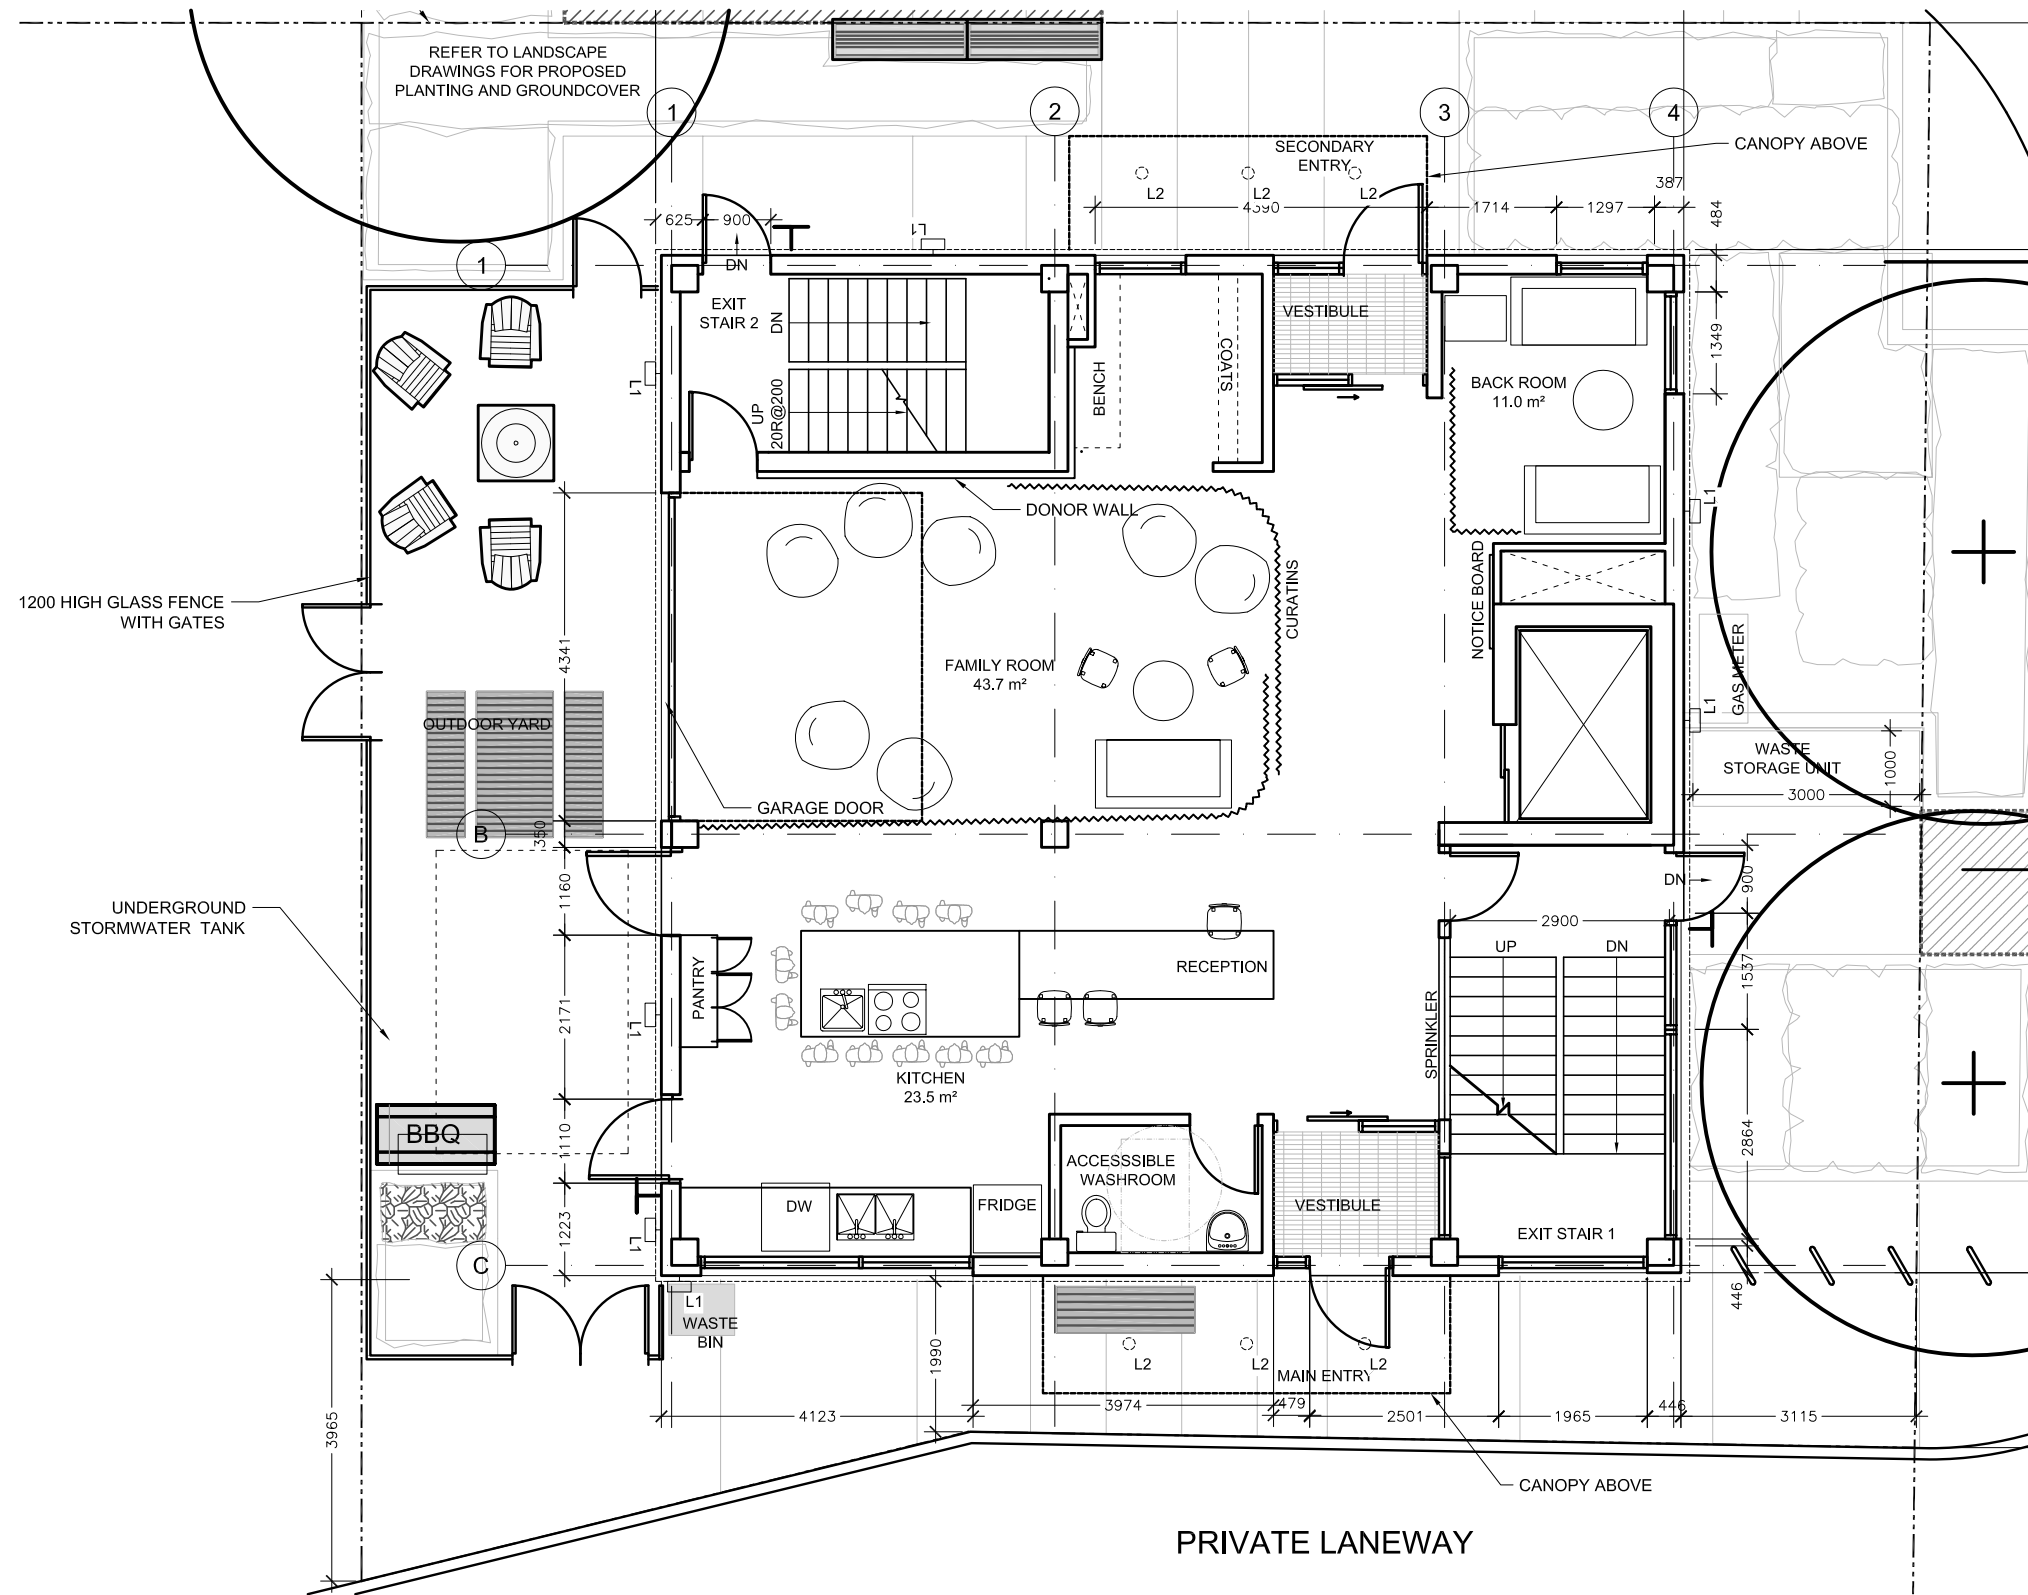 REFER TO LANDSCAPE
DRAWINGS FOR PROPOSED
PLANTING AND GROUNDCOVER
1
2
3
4
SECONDARY
ENTRY
CANOPY ABOVE
L2
L2
L2
387
625
900
4390
1714
1297
484
L1
DN
1
EXIT
STAIR 2
DN
UP
20R@200
BENCH
COATS
VESTIBULE
1349
BACK ROOM
11.0 m²
L1
L1
DONOR WALL
CURATINS
NOTICE BOARD
1200 HIGH GLASS FENCE
WITH GATES
4341
FAMILY ROOM
43.7 m²
GAS METER
L1
OUTDOOR YARD
WASTE
STORAGE UNIT
1000
3000
GARAGE DOOR
B
350
1160
DN
900
UNDERGROUND
STORMWATER TANK
2900
UP
DN
RECEPTION
PANTRY
1537
2171
L1
SPRINKLER
KITCHEN
23.5 m²
BBQ
1110
2864
ACCESSSIBLE
WASHROOM
DW
FRIDGE
VESTIBULE
EXIT STAIR 1
1223
L1
C
446
L1
WASTE
BIN
1990
L2
L2
L2
MAIN ENTRY
3965
4123
3974
479
2501
1965
446
3115
CANOPY ABOVE
PRIVATE LANEWAY